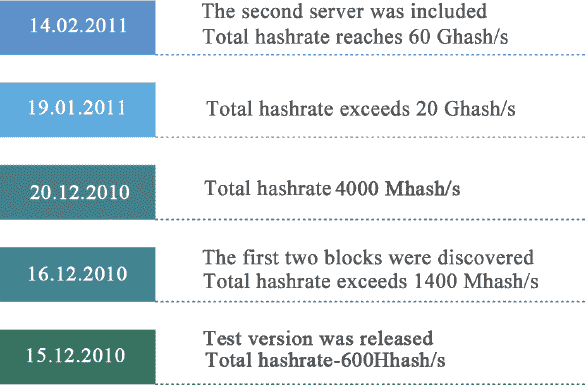 14.02.2011
The second server was included
Total hashrate reaches 60 Ghash/s
19.01.2011
Total hashrate exceeds 20 Ghash/s
20.12.2010
Total hashrate 4000 Mhash/s
16.12.2010
The first two blocks were discovered
Total hashrate exceeds 1400 Mhash/s
15.12.2010
Test version was released
Total hashrate-600Hhash/s